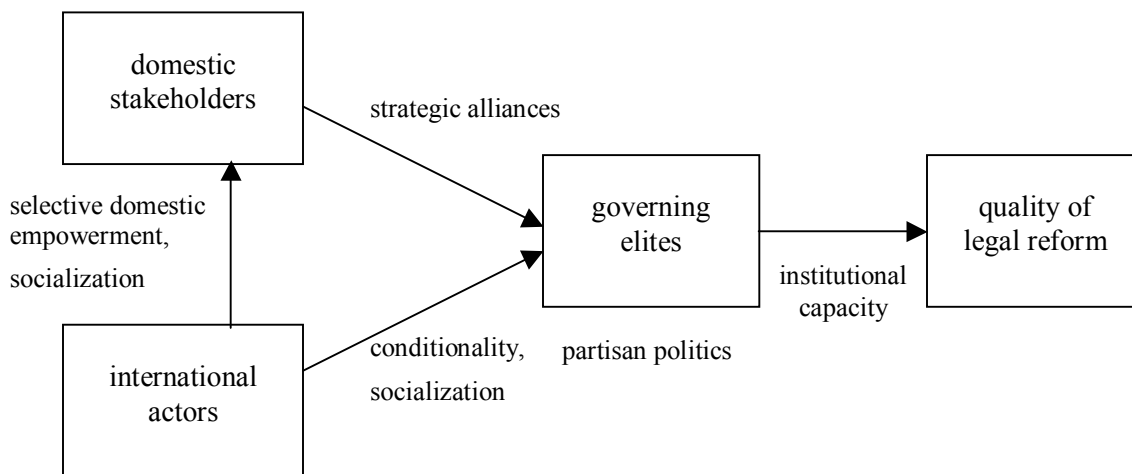 domestic
stakeholders
strategic alliances
selective domestic
empowerment,
socialization
governing
elites
quality of
legal reform
institutional
capacity
international
actors
conditionality,
socialization
partisan politics